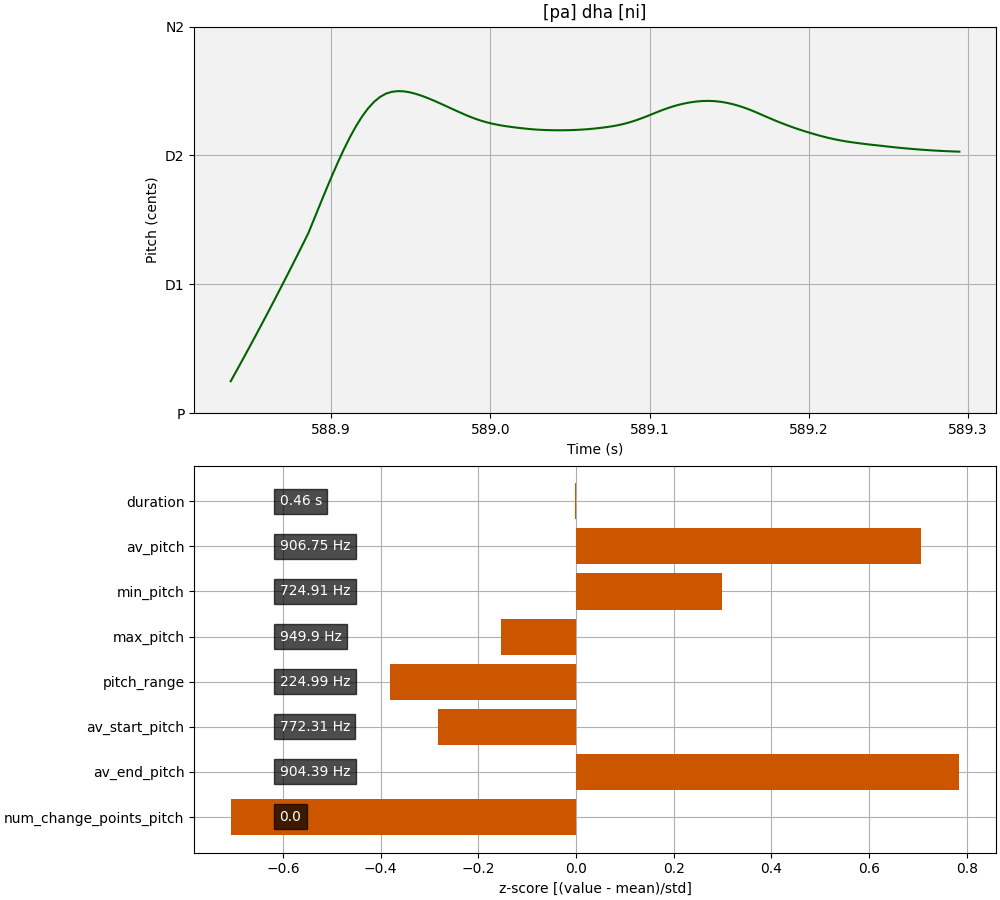 [pa] dha [ni]
N2
D2
D1
P
Pitch (cents)
588.9 589.0 589.1 589.2 589.3
Time (s)
duration 0.46 s
av_pitch 906.75 Hz
min_pitch 724.91 Hz
max_pitch 949.9 Hz
pitch_range 224.99 Hz
av_start_pitch 772.31 Hz
av_end_pitch 904.39 Hz
num_change_points_pitch 0.0
−0.6 −0.4 −0.2 0.0 0.2 0.4 0.6 0.8
z-score [(value - mean)/std]